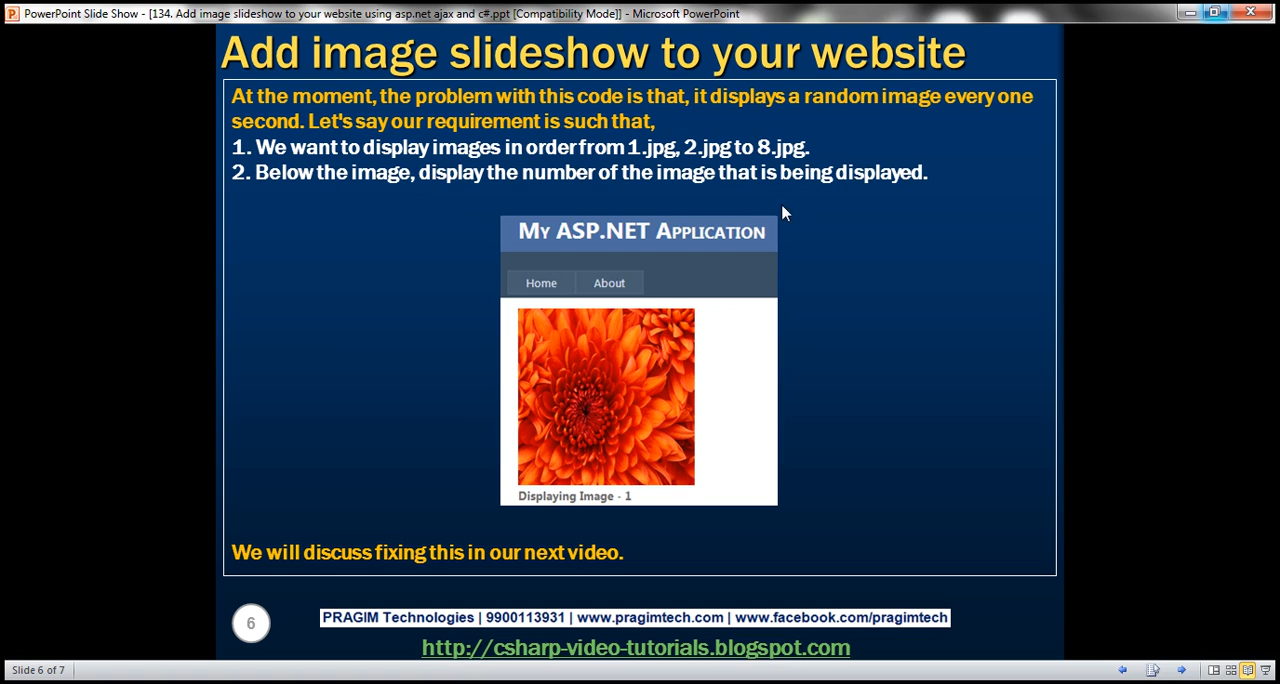 PowerPoint Slide Show - [134. Add image slideshow to your website using asp.net ajax and c#.ppt [Compatibility Mode]] - Microsoft PowerPoint
Add image slideshow to your website
At the moment, the problem with this code is that, it displays a random image every one
second. Let's say our requirement is such that,
1. We want to display images in order from 1.jpg, 2.jpg to 8.jpg.
2. Below the image, display the number of the image that is being displayed.
MY ASP.NET APPLICATION
Home About
Displaying Image - 1
We will discuss fixing this in our next video.
6
PRAGIM Technologies | 9900113931 | www.pragimtech.com | www.facebook.com/pragimtech
http://csharp-video-tutorials.blogspot.com
Slide 6 of 7